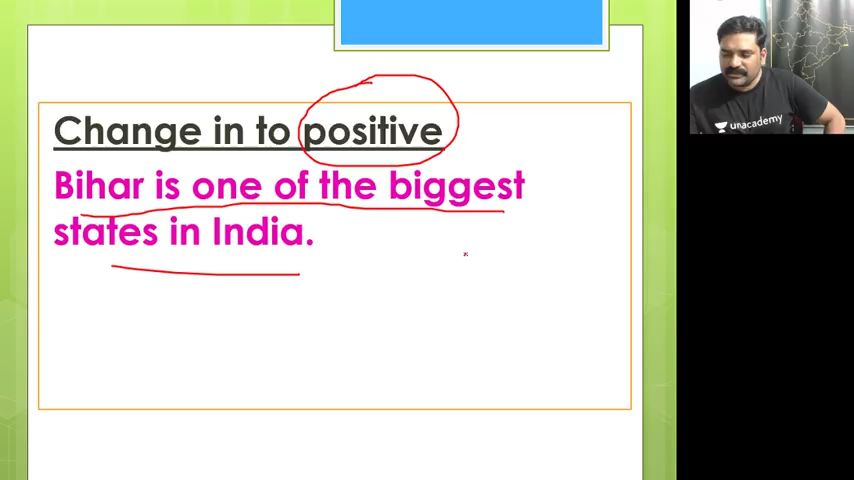 Change in to positive
Bihar is one of the biggest
states in India.
unacademy